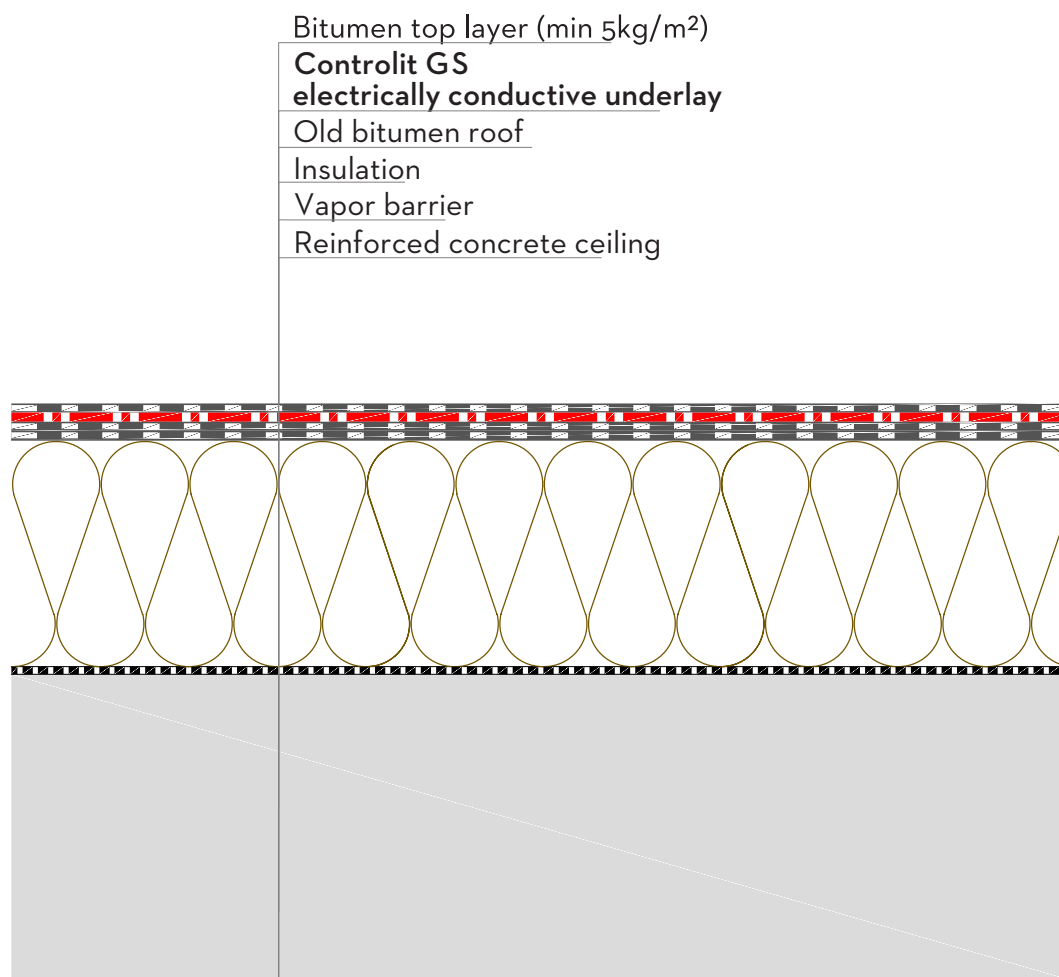 Bitumen top layer (min 5kg/m²)
Controlit GS
electrically conductive underlay
Old bitumen roof
Insulation
Vapor barrier
Reinforced concrete ceiling